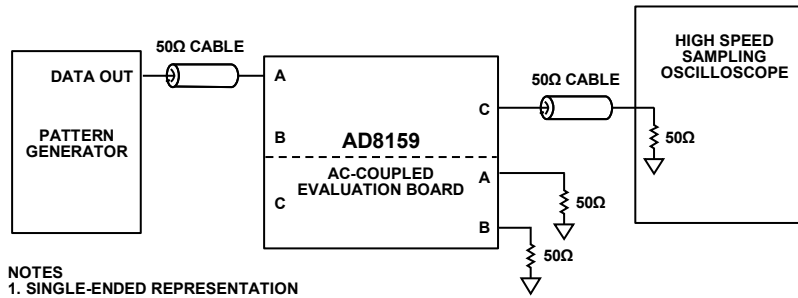 50Ω CABLE
DATA OUT
PATTERN
GENERATOR
A
B
C
AD8159
AC-COUPLED
EVALUATION BOARD
C
A
B
50Ω CABLE
50Ω
50Ω
HIGH SPEED
SAMPLING
OSCILLOSCOPE
50Ω
NOTES
1. SINGLE-ENDED REPRESENTATION